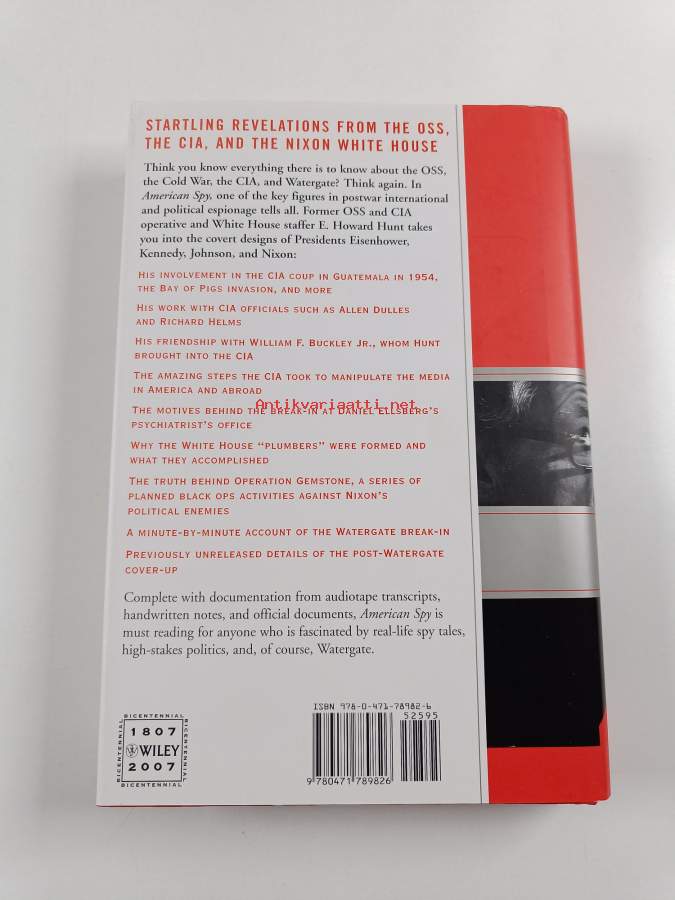 STARTLING REVELATIONS FROM THE OSS,
THE CIA, AND THE NIXON WHITE HOUSE
Think you know everything there is to know about the OSS,
the Cold War, the CIA, and Watergate? Think again. In
American Spy, one of the key figures in postwar international
and political espionage tells all. Former OSS and CIA
operative and White House staffer E. Howard Hunt takes
you into the covert designs of Presidents Eisenhower,
Kennedy, Johnson, and Nixon:
His involvement in the CIA coup in Guatemala in 1954,
the Bay of Pigs invasion, and more
His work with CIA officials such as Allen Dulles
and Richard Helms
His friendship with William F. Buckley Jr., whom Hunt
brought into the CIA
The amazing steps the CIA took to manipulate the media
in America and abroad
Antikvariaatti.net
The motives behind the break-in at Daniel Ellsberg's
psychiatrist's office
Why the White House “plumbers” were formed and
what they accomplished
The truth behind Operation Gemstone, a series of
planned black ops activities against Nixon's
political enemies
A minute-by-minute account of the Watergate break-in
Previously unreleased details of the post-Watergate
cover-up
Complete with documentation from audiotape transcripts,
handwritten notes, and official documents, American Spy is
must reading for anyone who is fascinated by real-life spy tales,
high-stakes politics, and, of course, Watergate.
ISBN 978-0-471-78982-6
52595
9 780471 789826
BICENTENNIAL
BICENTENNIAL
1807
WILEY
2007
BICENTENNIAL
BICENTENNIAL